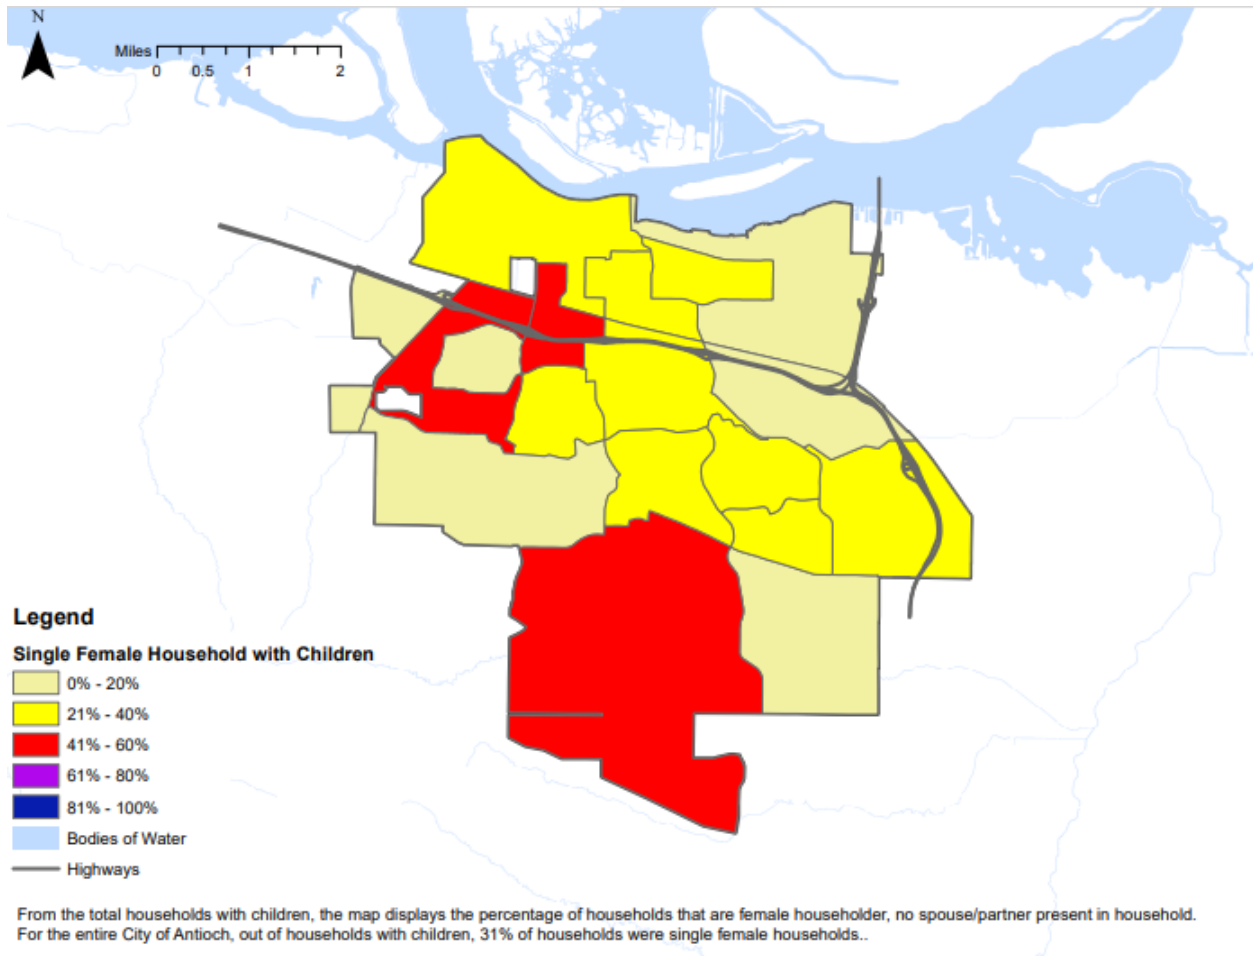 N
Miles
0 0.5 1 2
Legend
Single Female Household with Children
0% - 20%
21% - 40%
41% - 60%
61% - 80%
81% - 100%
Bodies of Water
Highways
From the total households with children, the map displays the percentage of households that are female householder, no spouse/partner present in household.
For the entire City of Antioch, out of households with children, 31% of households were single female households..